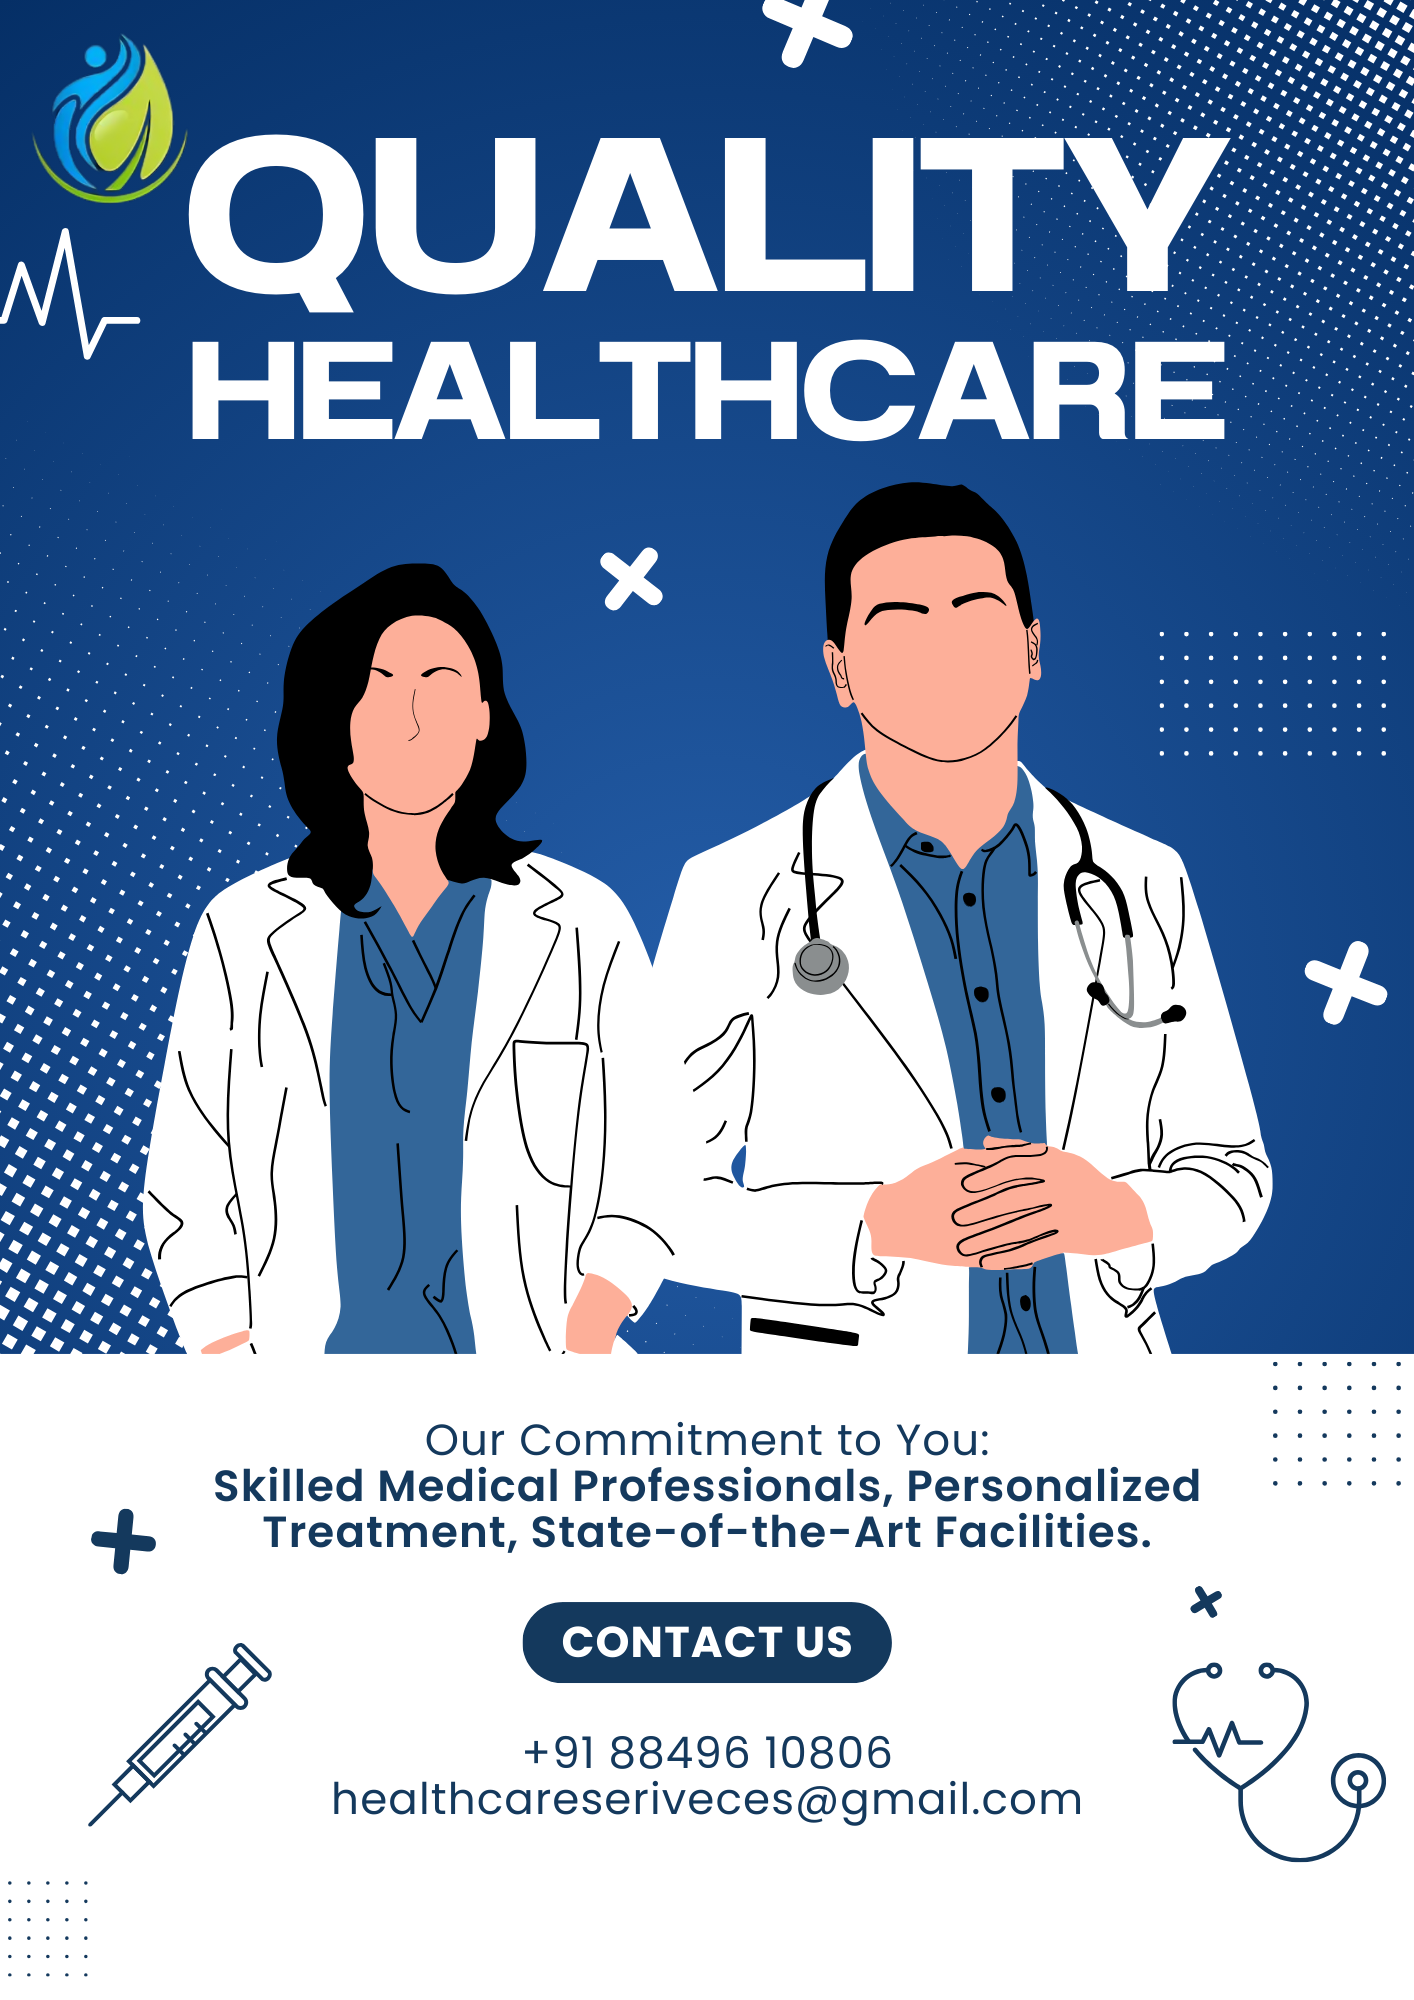 QUALITY
HEALTHCARE
Our Commitment to You:
Skilled Medical Professionals, Personalized
Treatment, State-of-the-Art Facilities.
CONTACT US
+91 88496 10806
healthcareseriveces@gmail.com